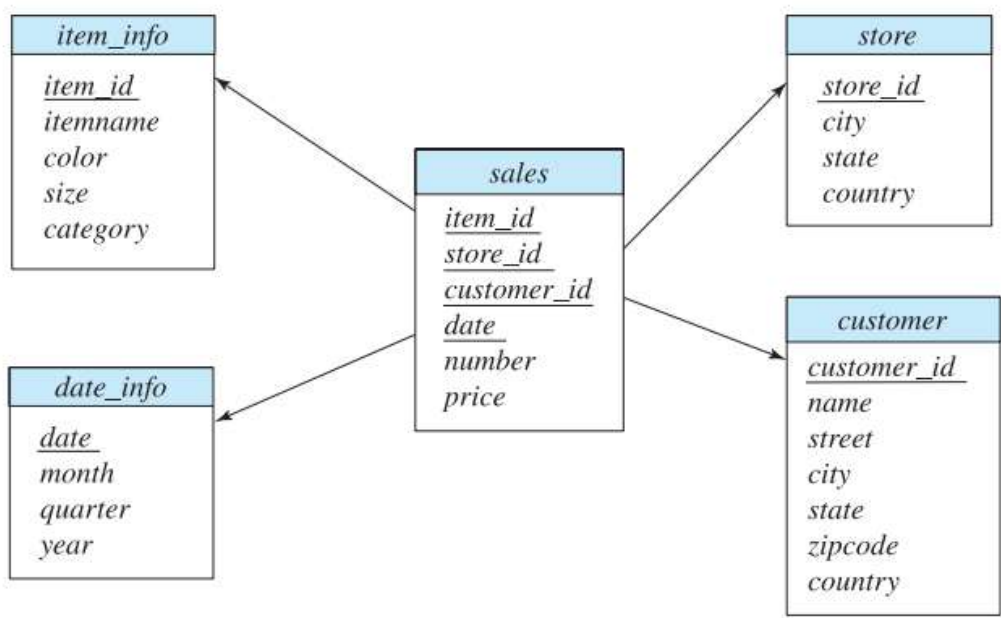 item_info
item_id
itemname
color
size
category
store
store_id
city
state
country
sales
item_id
store_id
customer_id
date
number
price
date_info
date
month
quarter
year
customer
customer_id
name
street
city
state
zipcode
country